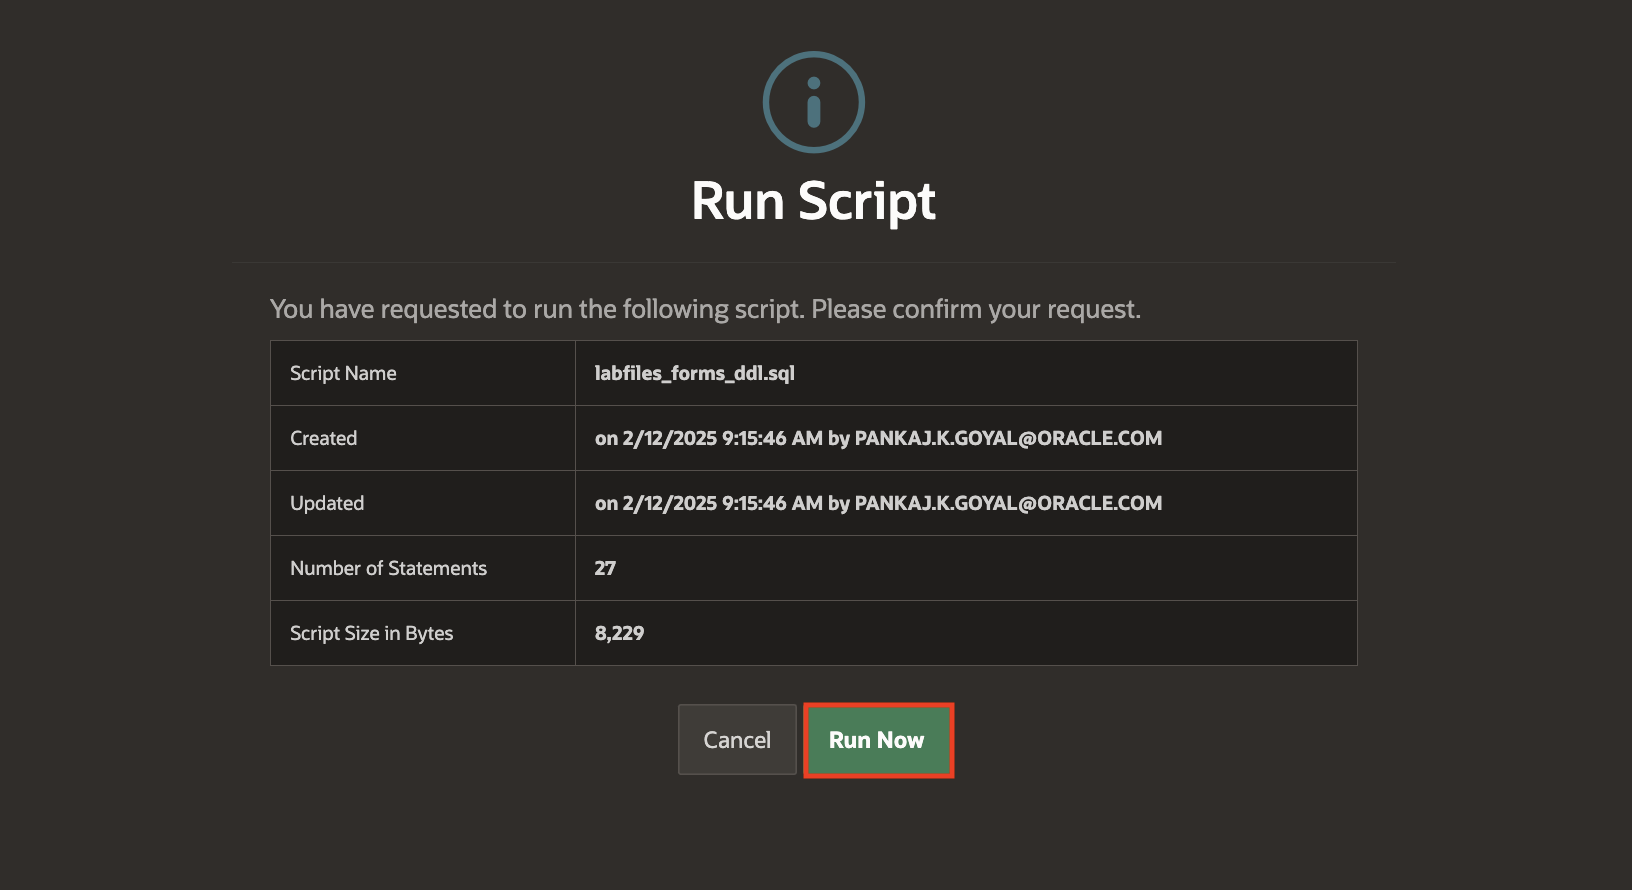 Run Script
You have requested to run the following script. Please confirm your request.
Script Name labfiles_forms_ddl.sql
Created on 2/12/2025 9:15:46 AM by PANKAJ.K.GOYAL@ORACLE.COM
Updated on 2/12/2025 9:15:46 AM by PANKAJ.K.GOYAL@ORACLE.COM
Number of Statements 27
Script Size in Bytes 8,229
Cancel Run Now